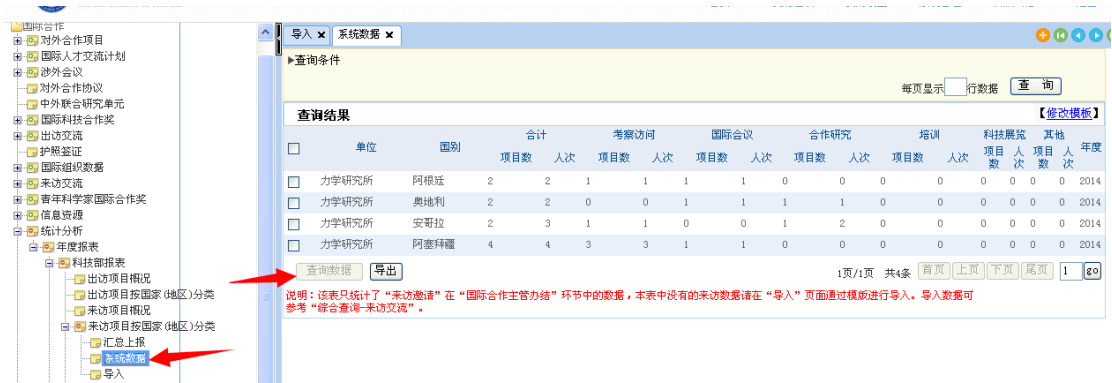 国际合作
对外合作项目
国际人才交流计划
涉外会议
对外合作协议
中外联合研究单元
国际科技合作奖
出访交流
护照签证
国际组织数据
来访交流
青年科学家国际合作奖
信息资源
统计分析
年度报表
科技部报表
出访项目概况
出访项目按国家(地区)分类
来访项目概况
来访项目按国家(地区)分类
汇总上报
系统数据
导入
导入 × 系统数据 ×
▶查询条件
每页显示 行数据 查 询
查询结果 【修改模板】
单位 国别 合计 考察访问 国际会议 合作研究 培训 科技展览 其他 年度
项目数 人次 项目数 人次 项目数 人次 项目数 人次 项目数 人次 项目数 人次 项目数 人次
力学研究所 阿根廷 2 2 1 1 1 1 0 0 0 0 0 0 0 0 2014
力学研究所 奥地利 2 2 0 0 1 1 1 1 0 0 0 0 0 0 2014
力学研究所 安哥拉 2 3 1 1 0 0 1 2 0 0 0 0 0 0 2014
力学研究所 阿塞拜疆 4 4 3 3 1 1 0 0 0 0 0 0 0 0 2014
查询数据 导出 1页/1页 共4条 首页 上页 下页 尾页 1 go
说明：该表只统计了“来访邀请”在“国际合作主管办结”环节中的数据，本表中没有的来访数据请在“导入”页面通过模版进行导入。导入数据可
参考“综合查询-来访交流”。